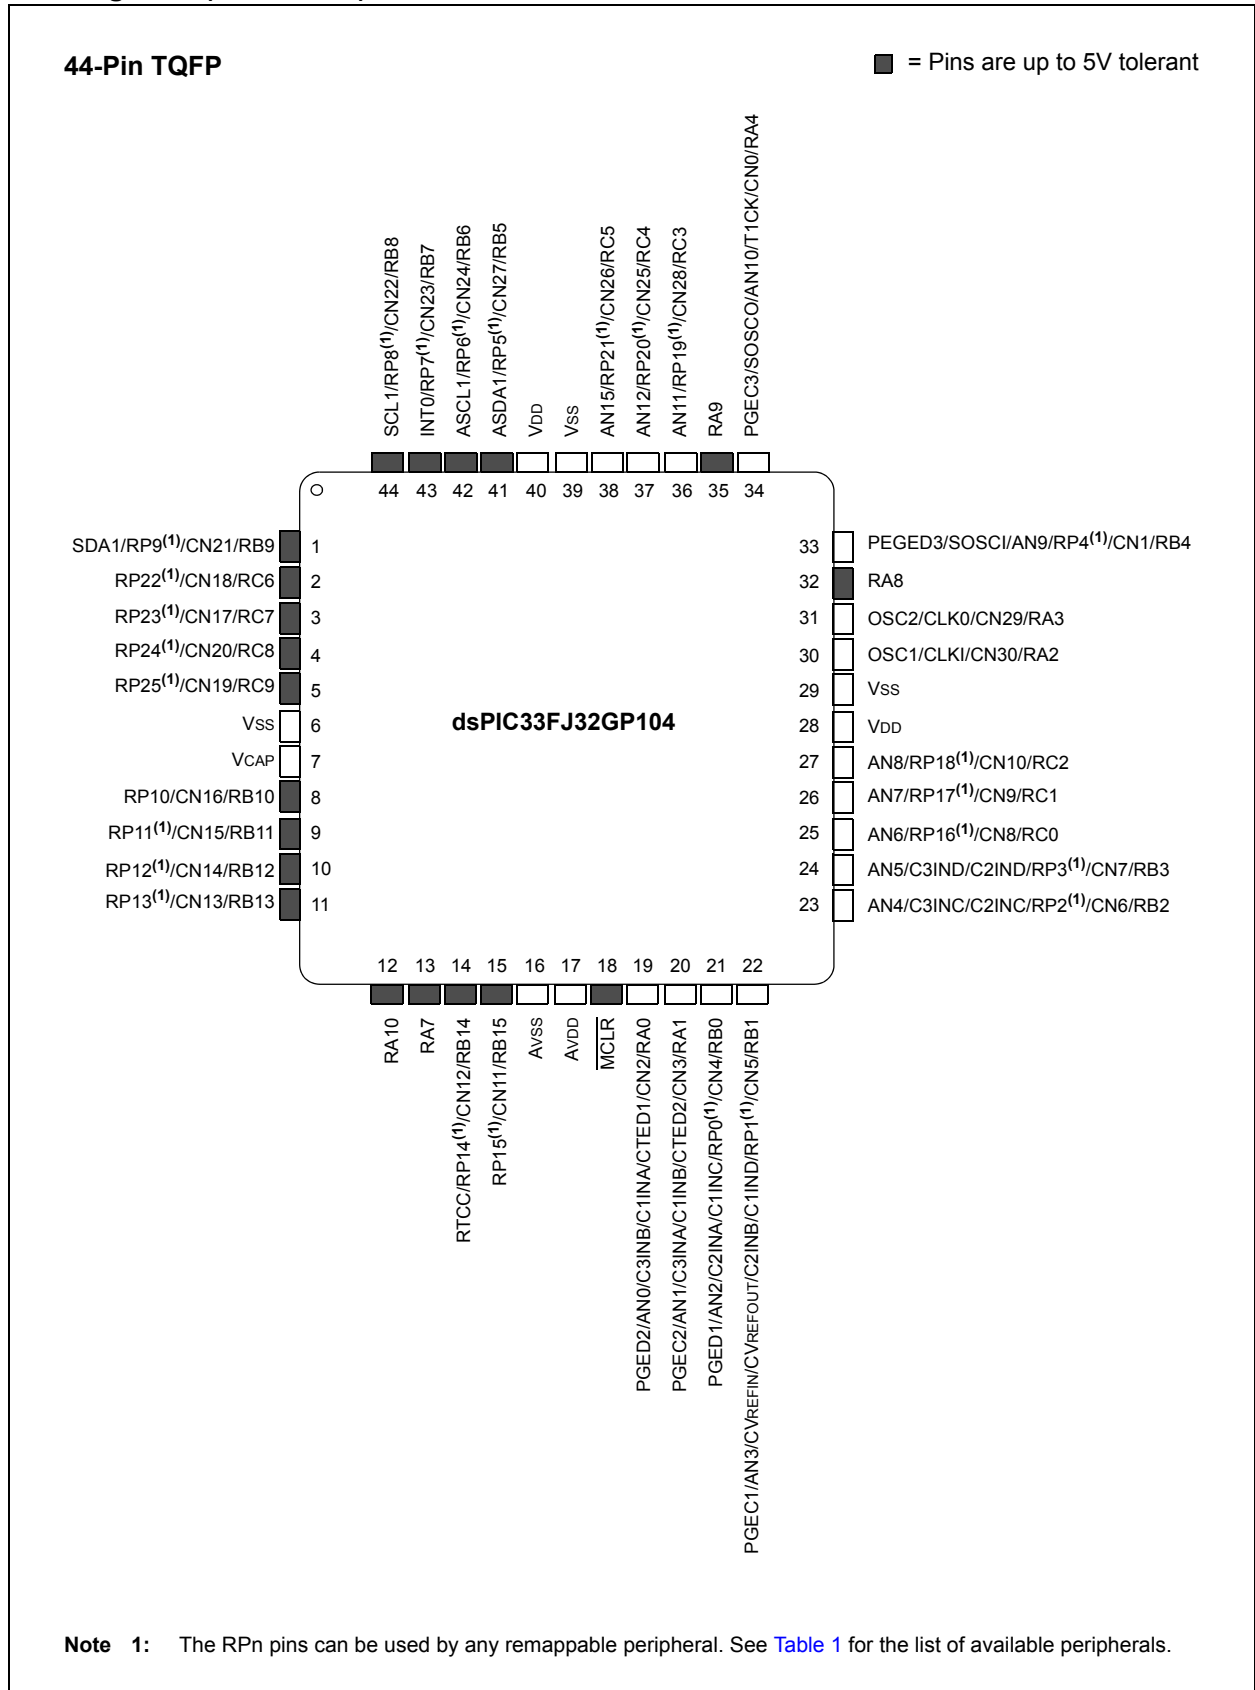 44-Pin TQFP
= Pins are up to 5V tolerant
SCL1/RP8(1)/CN22/RB8
INT0/RP7(1)/CN23/RB7
ASCL1/RP6(1)/CN24/RB6
ASDA1/RP5(1)/CN27/RB5
VDD
VSS
AN15/RP21(1)/CN26/RC5
AN12/RP20(1)/CN25/RC4
AN11/RP19(1)/CN28/RC3
RA9
PGEC3/SOSCO/AN10/T1CK/CN0/RA4
44 43 42 41 40 39 38 37 36 35 34
SDA1/RP9(1)/CN21/RB9 1
RP22(1)/CN18/RC6 2
RP23(1)/CN17/RC7 3
RP24(1)/CN20/RC8 4
RP25(1)/CN19/RC9 5
VSS 6
VCAP 7
RP10/CN16/RB10 8
RP11(1)/CN15/RB11 9
RP12(1)/CN14/RB12 10
RP13(1)/CN13/RB13 11
dsPIC33FJ32GP104
33 PEGED3/SOSCI/AN9/RP4(1)/CN1/RB4
32 RA8
31 OSC2/CLK0/CN29/RA3
30 OSC1/CLKI/CN30/RA2
29 VSS
28 VDD
27 AN8/RP18(1)/CN10/RC2
26 AN7/RP17(1)/CN9/RC1
25 AN6/RP16(1)/CN8/RC0
24 AN5/C3IND/C2IND/RP3(1)/CN7/RB3
23 AN4/C3INC/C2INC/RP2(1)/CN6/RB2
12 13 14 15 16 17 18 19 20 21 22
RA10
RA7
RTCC/RP14(1)/CN12/RB14
RP15(1)/CN11/RB15
AVSS
AVDD
MCLR
PGED2/AN0/C3INB/C1INA/CTED1/CN2/RA0
PGEC2/AN1/C3INA/C1INB/CTED2/CN3/RA1
PGED1/AN2/C2INA/C1INC/RP0(1)/CN4/RB0
PGEC1/AN3/CVREFIN/CVREFOUT/C2INB/C1IND/RP1(1)/CN5/RB1
Note 1: The RPn pins can be used by any remappable peripheral. See Table 1 for the list of available peripherals.